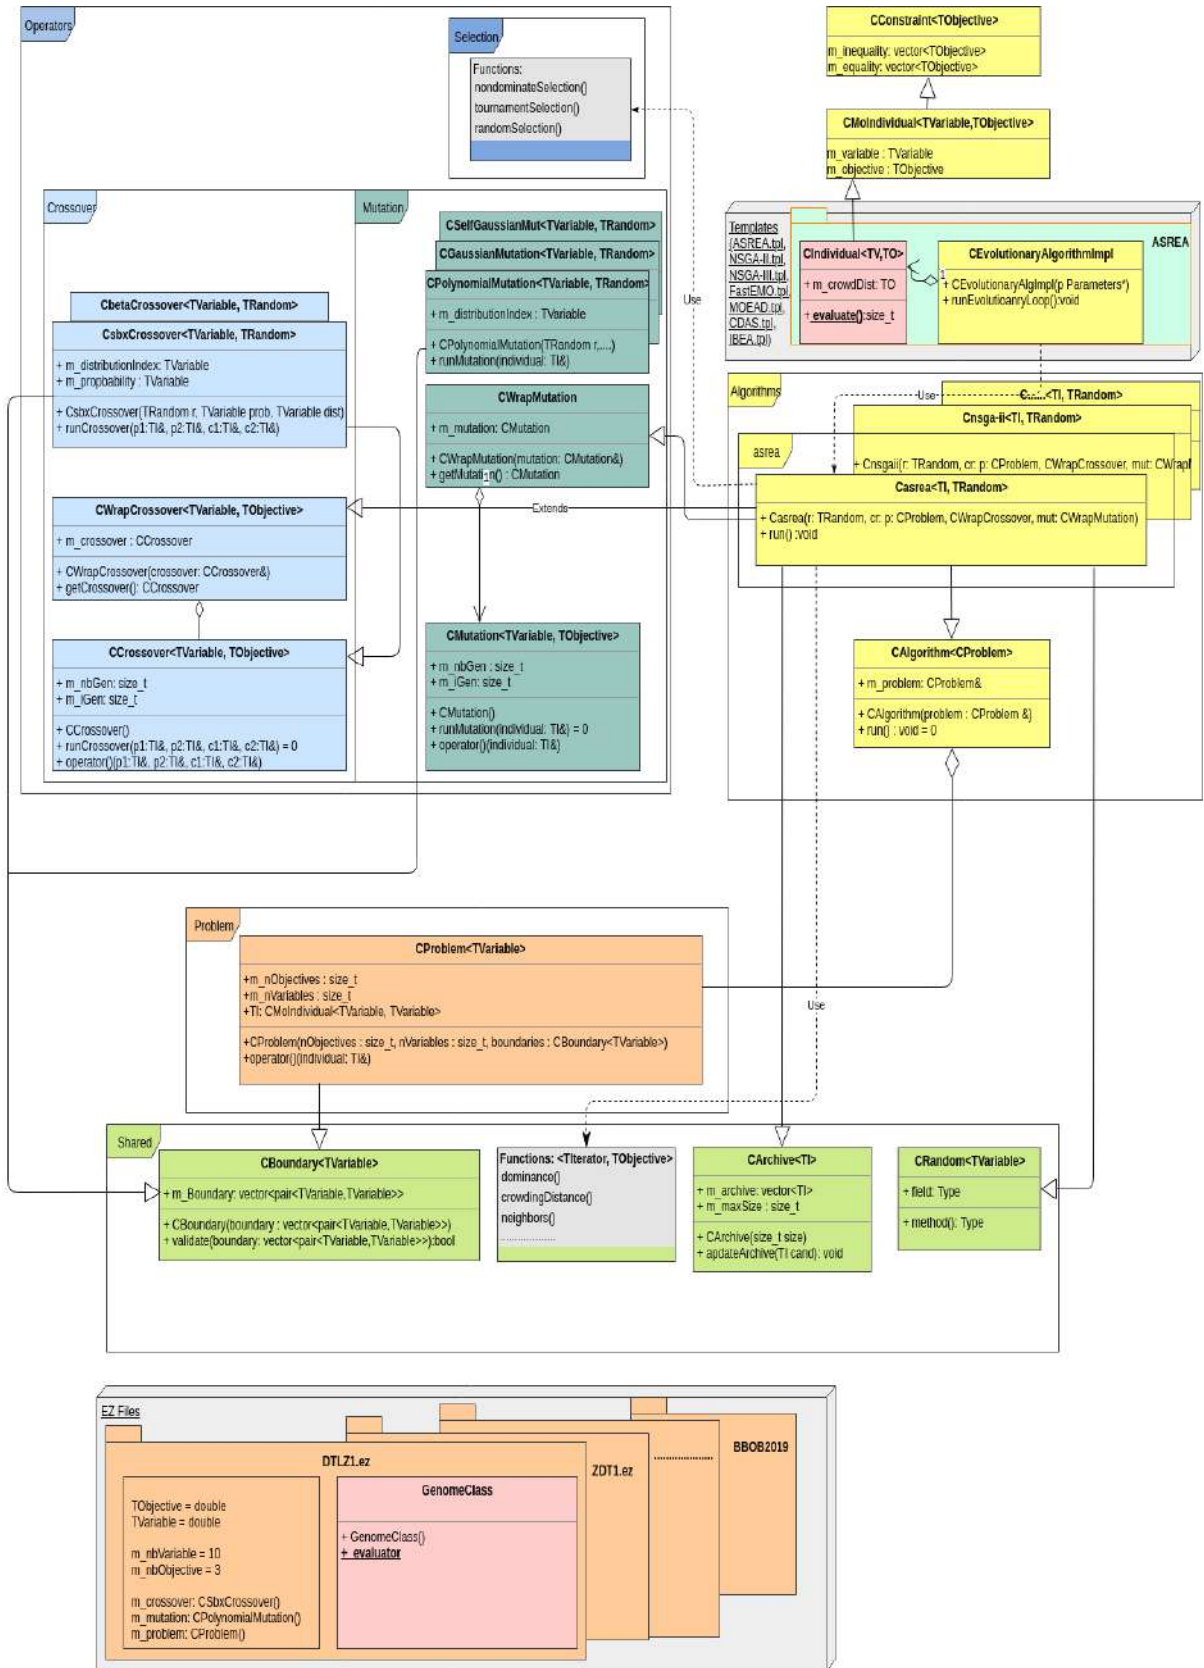 Operators
Selection
Functions:
nondominateSelection()
tournamentSelection()
randomSelection()
CConstraint<TObjective>
m_inequality: vector<TObjective>
m_equality: vector<TObjective>
CMoIndividual<TVariable,TObjective>
m_variable : TVariable
m_objective : TObjective
Templates
(ASREA.tpl,
NSGA-II.tpl,
NSGA-III.tpl,
FastEMO.tpl,
MOEAD.tpl,
CDAS.tpl,
IBEA.tpl)
ASREA
CIndividual<TV,TO>
+ m_crowdDist: TO
+ evaluate():size_t
CEvolutionaryAlgorithmImpl
1
+ CEvolutionaryAlgImpl(p Parameters*)
+ runEvolutioanryLoop():void
Use
Crossover
CbetaCrossover<TVariable, TRandom>
CsbxCrossover<TVariable, TRandom>
+ m_distributionIndex: TVariable
+ m_propbability : TVariable
+ CsbxCrossover(TRandom r, TVariable prob, TVariable dist)
+ runCrossover(p1:TI&, p2:TI&, c1:TI&, c2:TI&)
CWrapCrossover<TVariable, TObjective>
+ m_crossover : CCrossover
+ CWrapCrossover(crossover: CCrossover&)
+ getCrossover(): CCrossover
CCrossover<TVariable, TObjective>
+ m_nbGen: size_t
+ m_iGen: size_t
+ CCrossover()
+ runCrossover(p1:TI&, p2:TI&, c1:TI&, c2:TI&) = 0
+ operator()(p1:TI&, p2:TI&, c1:TI&, c2:TI&)
Mutation
CSelfGaussianMut<TVariable, TRandom>
CGaussianMutation<TVariable, TRandom>
CPolynomialMutation<TVariable, TRandom>
+ m_distributionIndex : TVariable
+ CPolynomialMutation(TRandom r,....,)
+ runMutation(individual: TI&)
CWrapMutation
+ m_mutation: CMutation
+ CWrapMutation(mutation: CMutation&)
+ getMutation() : CMutation
1
Extends
CMutation<TVariable, TObjective>
+ m_nbGen : size_t
+ m_iGen: size_t
+ CMutation()
+ runMutation(individual: TI&) = 0
+ operator()(individual: TI&)
Algorithms
Use
C......<TI, TRandom>
Cnsga-ii<TI, TRandom>
+ Cnsgaii(r: TRandom, cr: p: CProblem, CWrapCrossover, mut: CWrapM
asrea
Casrea<TI, TRandom>
+ Casrea(r: TRandom, cr: p: CProblem, CWrapCrossover, mut: CWrapMutation)
+ run() :void
CAlgorithm<CProblem>
+ m_problem: CProblem&
+ CAlgorithm(problem : CProblem &)
+ run() : void = 0
Problem
CProblem<TVariable>
+m_nObjectives : size_t
+m_nVariables : size_t
+TI: CMoIndividual<TVariable, TVariable>
+CProblem(nObjectives : size_t, nVariables : size_t, boundaries : CBoundary<TVariable>)
+operator()(Individual: TI&)
Use
Shared
CBoundary<TVariable>
+ m_Boundary: vector<pair<TVariable,TVariable>>
+ CBoundary(boundary : vector<pair<TVariable,TVariable>>)
+ validate(boundary: vector<pair<TVariable,TVariable>>):bool
Functions: <TIterator, TObjective>
dominance()
crowdingDistance()
neighbors()
...................
CArchive<TI>
+ m_archive: vector<TI>
+ m_maxSize : size_t
+ CArchive(size_t size)
+ apdateArchive(TI cand): void
CRandom<TVariable>
+ field: Type
+ method(): Type
EZ Files
DTLZ1.ez
TObjective = double
TVariable = double
m_nbVariable = 10
m_nbObjective = 3
m_crossover: CSbxCrossover()
m_mutation: CPolynomialMutation()
m_problem: CProblem()
GenomeClass
+ GenomeClass()
+ evaluator
ZDT1.ez
...................
BBOB2019